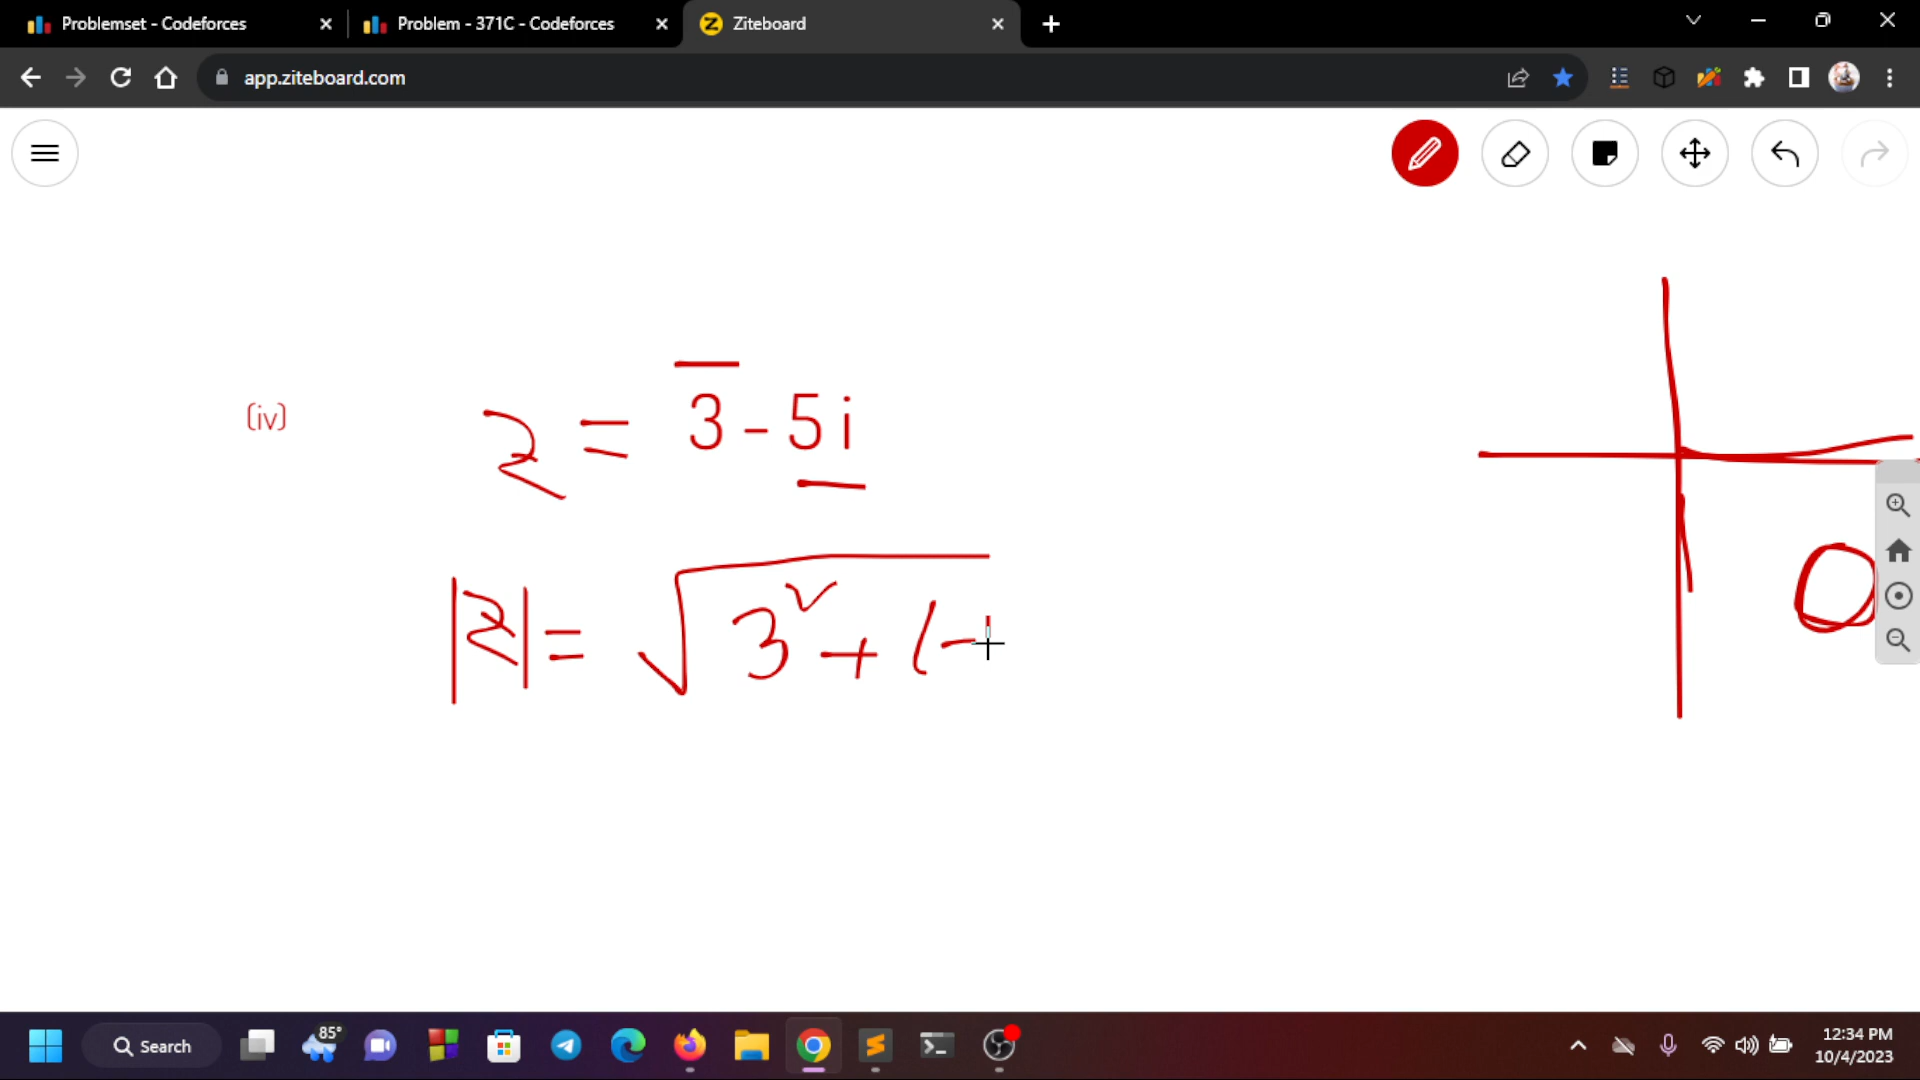 Problemset - Codeforces
Problem - 371C - Codeforces
Ziteboard
app.ziteboard.com
(iv) z = 3 - 5i
|z| = √3² + (-
85°
Search
12:34 PM
10/4/2023